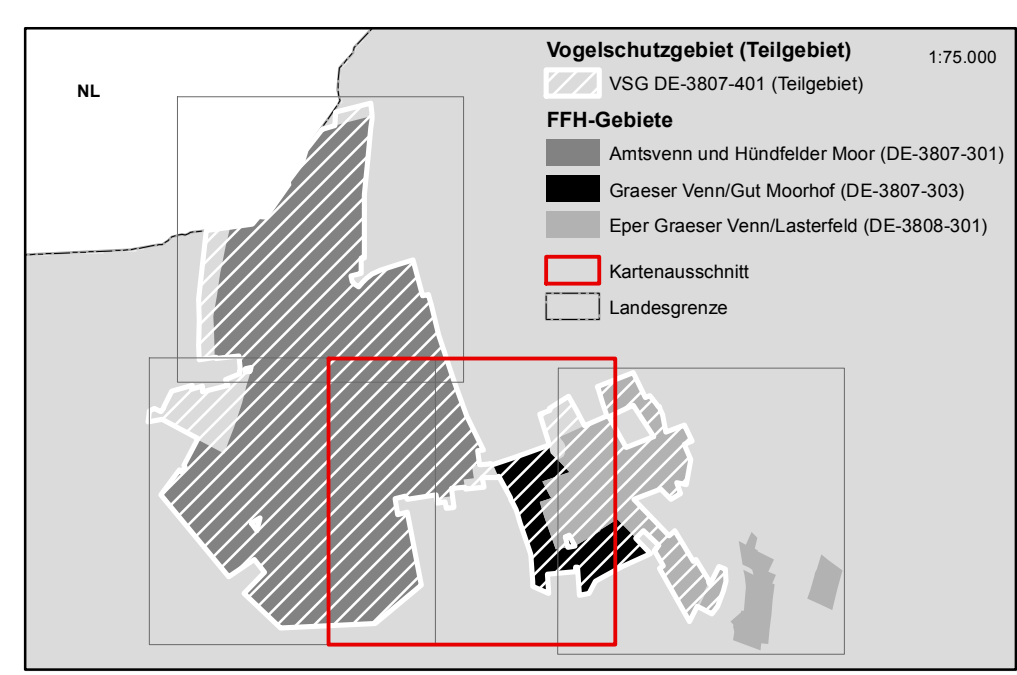 Vogelschutzgebiet (Teilgebiet)
1:75.000
NL
VSG DE-3807-401 (Teilgebiet)
FFH-Gebiete
Amtsvenn und Hündfelder Moor (DE-3807-301)
Graeser Venn/Gut Moorhof (DE-3807-303)
Eper Graeser Venn/Lasterfeld (DE-3808-301)
Kartenausschnitt
Landesgrenze